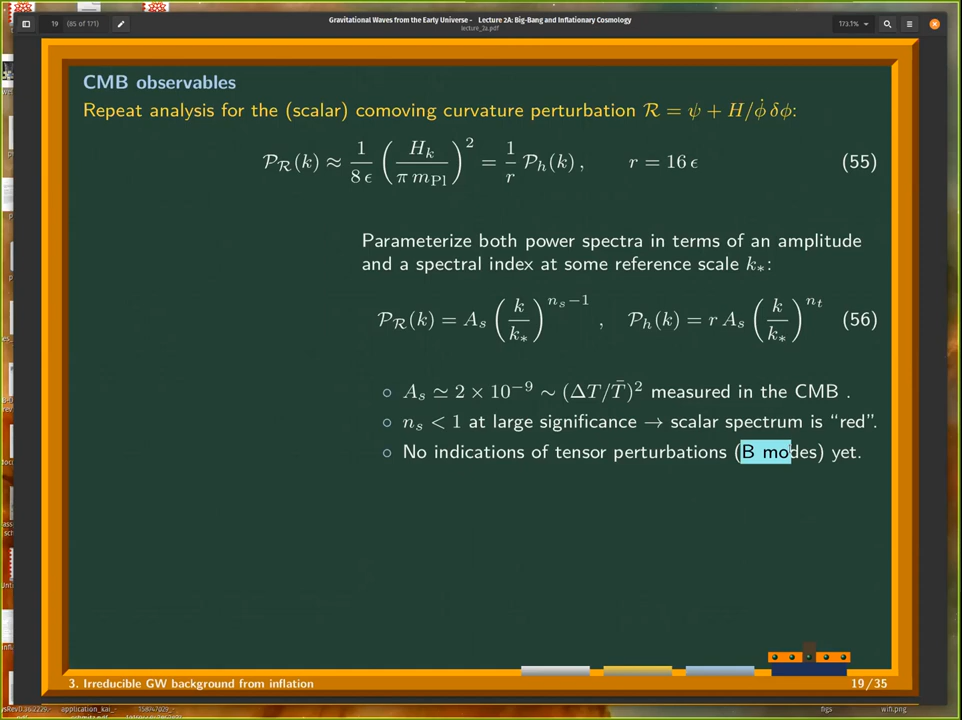 Gravitational Waves from the Early Universe - Lecture 2A: Big-Bang and Inflationary Cosmology
lecture_2a.pdf
19 (85 of 171)
173.1%
CMB observables
Repeat analysis for the (scalar) comoving curvature perturbation ℛ = ψ + H/φ̇ δφ:
𝒫_ℛ(k) ≈ 1/(8 ε) (H_k/(π m_Pl))² = 1/r 𝒫_h(k) , r = 16 ε (55)
Parameterize both power spectra in terms of an amplitude
and a spectral index at some reference scale k_*:
𝒫_ℛ(k) = A_s (k/k_*)^{n_s−1} , 𝒫_h(k) = r A_s (k/k_*)^{n_t} (56)
○ A_s ≃ 2 × 10⁻⁹ ∼ (ΔT/T̄)² measured in the CMB .
○ n_s < 1 at large significance → scalar spectrum is “red”.
○ No indications of tensor perturbations (B modes) yet.
3. Irreducible GW background from inflation
19/35
figs
wifi.png